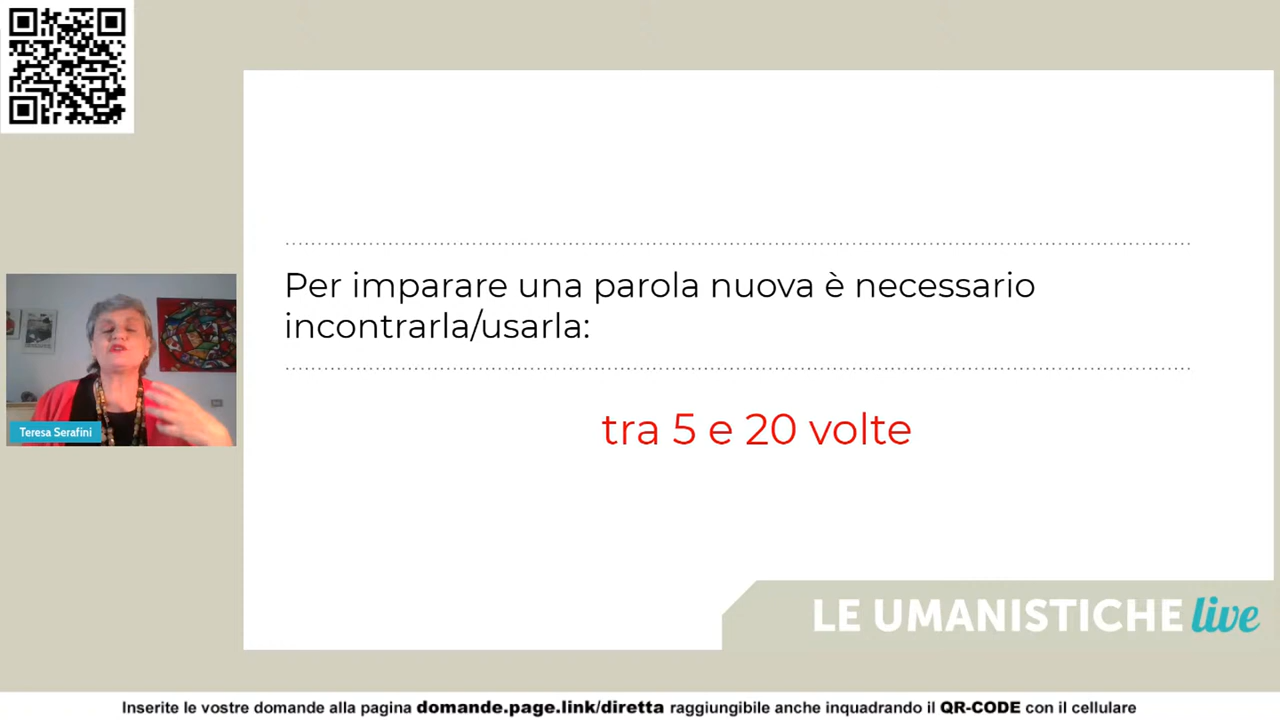 Per imparare una parola nuova è necessario
incontrarla/usarla:
tra 5 e 20 volte
Teresa Serafini
LE UMANISTICHE live
Inserite le vostre domande alla pagina domande.page.link/diretta raggiungibile anche inquadrando il QR-CODE con il cellulare